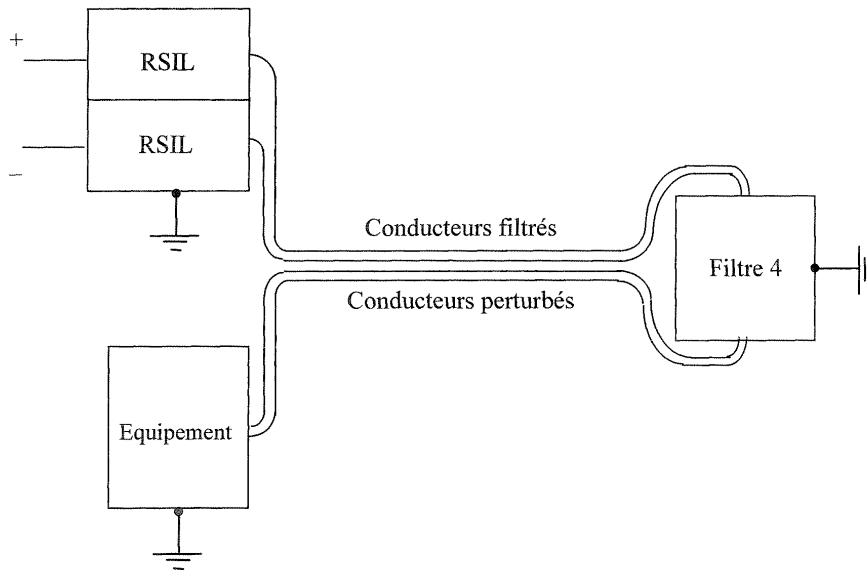 +
RSIL
RSIL
–
Conducteurs filtrés
Filtre 4
Conducteurs perturbés
Equipement